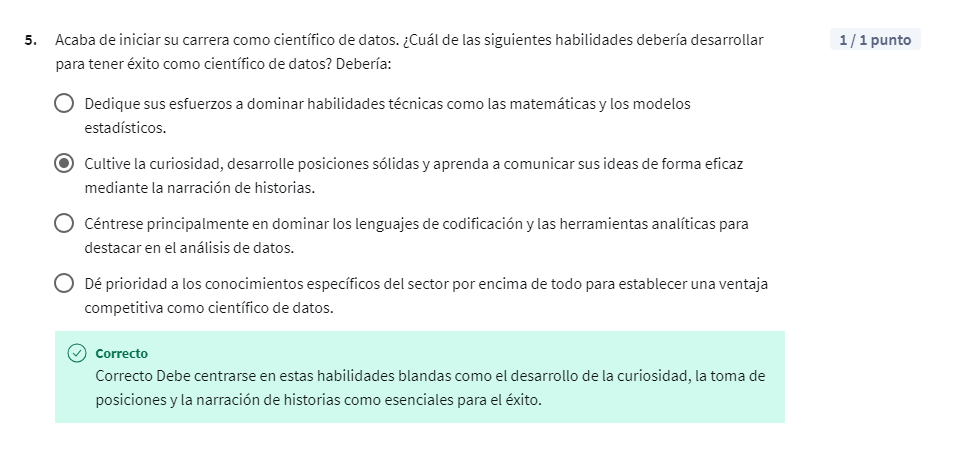 5. Acaba de iniciar su carrera como científico de datos. ¿Cuál de las siguientes habilidades debería desarrollar
1 / 1 punto
para tener éxito como científico de datos? Debería:
Dedique sus esfuerzos a dominar habilidades técnicas como las matemáticas y los modelos
estadísticos.
Cultive la curiosidad, desarrolle posiciones sólidas y aprenda a comunicar sus ideas de forma eficaz
mediante la narración de historias.
Céntrese principalmente en dominar los lenguajes de codificación y las herramientas analíticas para
destacar en el análisis de datos.
Dé prioridad a los conocimientos específicos del sector por encima de todo para establecer una ventaja
competitiva como científico de datos.
Correcto
Correcto Debe centrarse en estas habilidades blandas como el desarrollo de la curiosidad, la toma de
posiciones y la narración de historias como esenciales para el éxito.